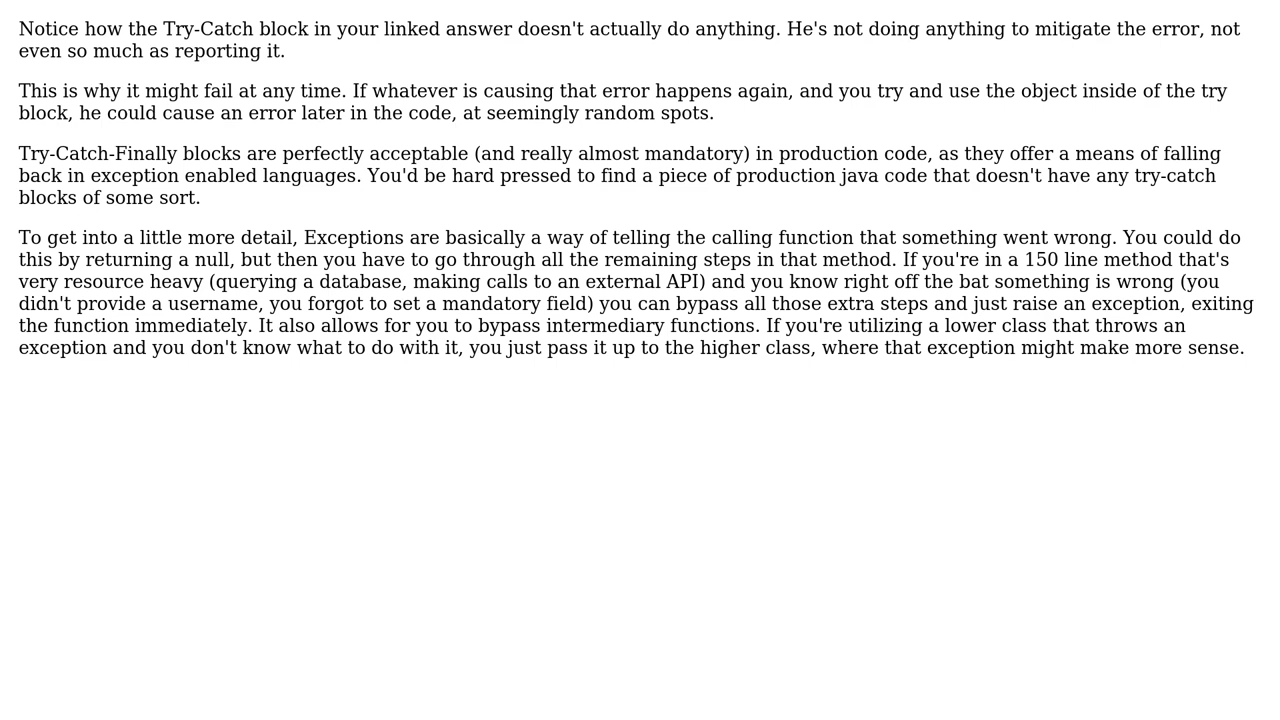 Notice how the Try-Catch block in your linked answer doesn't actually do anything. He's not doing anything to mitigate the error, not
even so much as reporting it.
This is why it might fail at any time. If whatever is causing that error happens again, and you try and use the object inside of the try
block, he could cause an error later in the code, at seemingly random spots.
Try-Catch-Finally blocks are perfectly acceptable (and really almost mandatory) in production code, as they offer a means of falling
back in exception enabled languages. You'd be hard pressed to find a piece of production java code that doesn't have any try-catch
blocks of some sort.
To get into a little more detail, Exceptions are basically a way of telling the calling function that something went wrong. You could do
this by returning a null, but then you have to go through all the remaining steps in that method. If you're in a 150 line method that's
very resource heavy (querying a database, making calls to an external API) and you know right off the bat something is wrong (you
didn't provide a username, you forgot to set a mandatory field) you can bypass all those extra steps and just raise an exception, exiting
the function immediately. It also allows for you to bypass intermediary functions. If you're utilizing a lower class that throws an
exception and you don't know what to do with it, you just pass it up to the higher class, where that exception might make more sense.